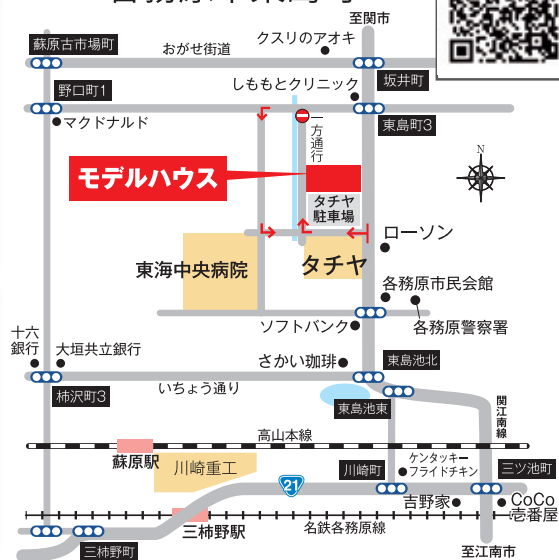 至関市
クスリのアオキ
蘇原古市場町
おがせ街道
坂井町
しももとクリニック
野口町1
マクドナルド
東島町3
一方通行
N
モデルハウス
タチヤ
駐車場
ローソン
東海中央病院
タチヤ
各務原市民会館
ソフトバンク
各務原警察署
十六
銀行
大垣共立銀行
さかい珈琲
東島池北
いちょう通り
柿沢町3
東島池東
関江南線
高山本線
蘇原駅
川崎重工
川崎町
ケンタッキー
フライドチキン
三ツ池町
21
吉野家
CoCo
壱番屋
三柿野駅
名鉄各務原線
三柿野町
至江南市